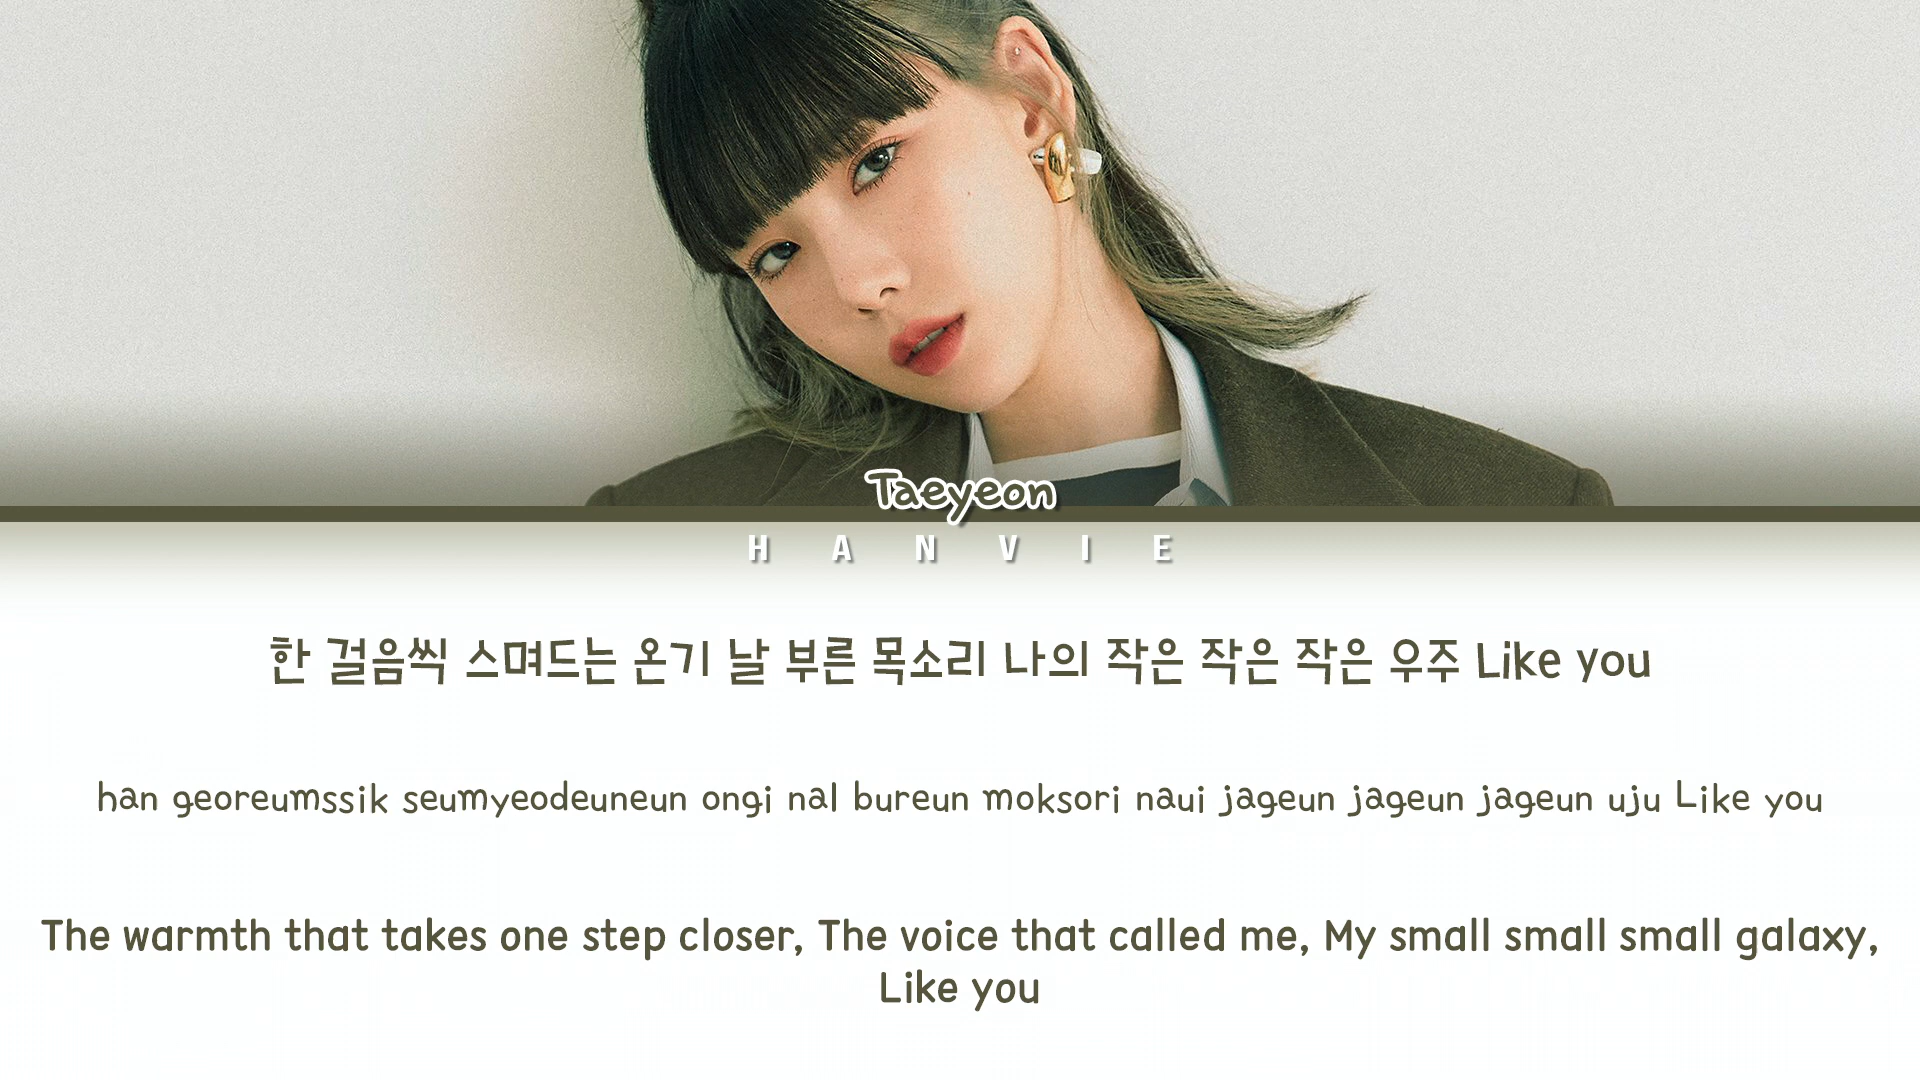 Taeyeon
HANVIE
한 걸음씩 스며드는 온기 날 부른 목소리 나의 작은 작은 작은 우주 Like you
han georeumssik seumyeodeuneun ongi nal bureun moksori naui jageun jageun jageun uju Like you
The warmth that takes one step closer, The voice that called me, My small small small galaxy,
Like you